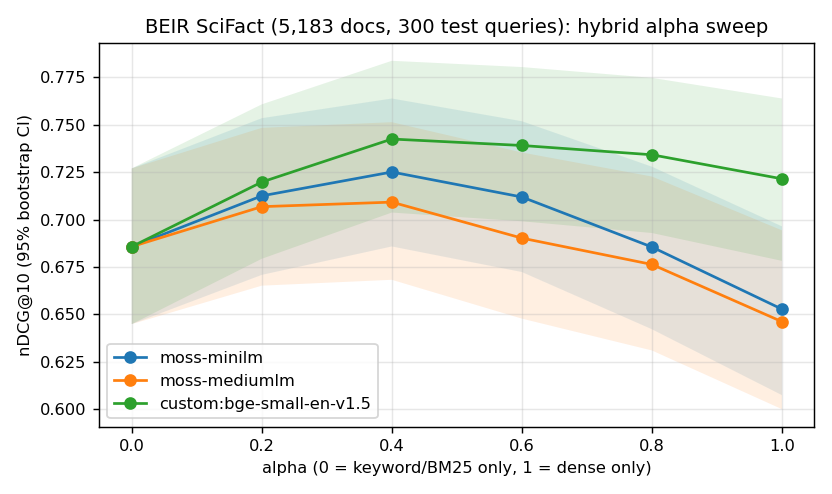 BEIR SciFact (5,183 docs, 300 test queries): hybrid alpha sweep
nDCG@10 (95% bootstrap CI)
0.775
0.750
0.725
0.700
0.675
0.650
0.625
0.600
moss-minilm
moss-mediumlm
custom:bge-small-en-v1.5
0.0
0.2
0.4
0.6
0.8
1.0
alpha (0 = keyword/BM25 only, 1 = dense only)